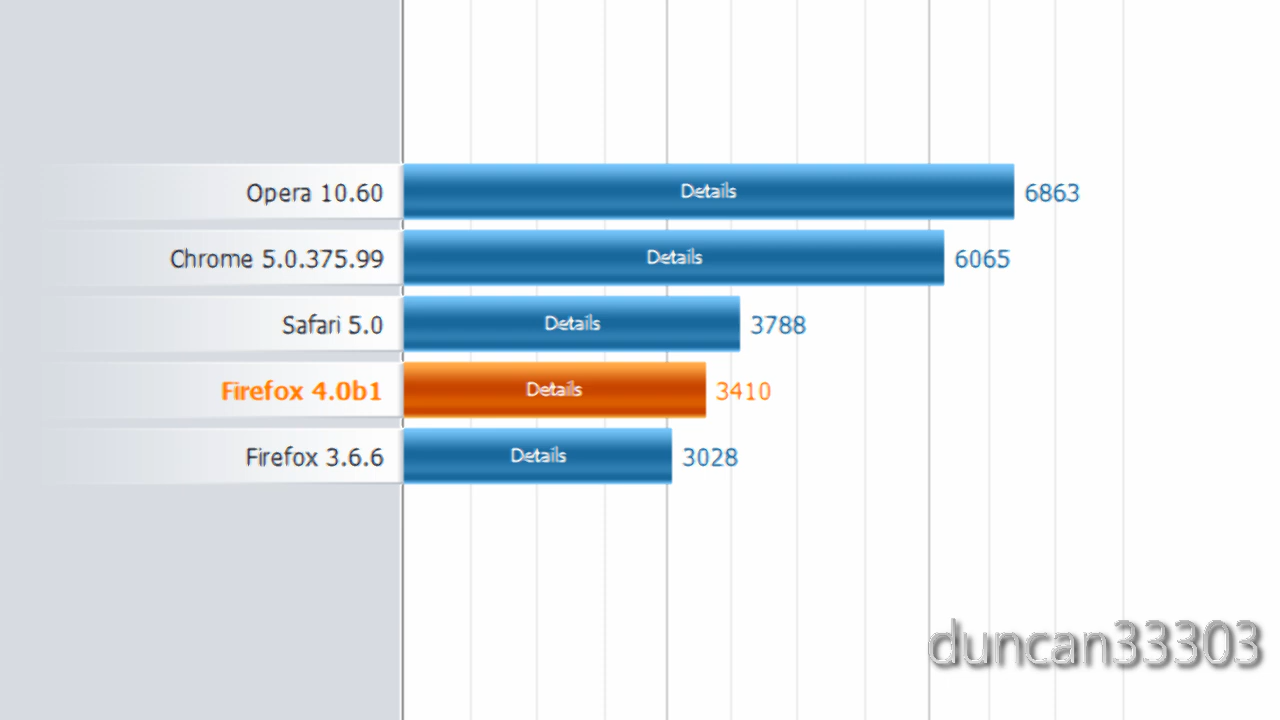 Opera 10.60 Details 6863
Chrome 5.0.375.99 Details 6065
Safari 5.0 Details 3788
Firefox 4.0b1 Details 3410
Firefox 3.6.6 Details 3028
duncan33303